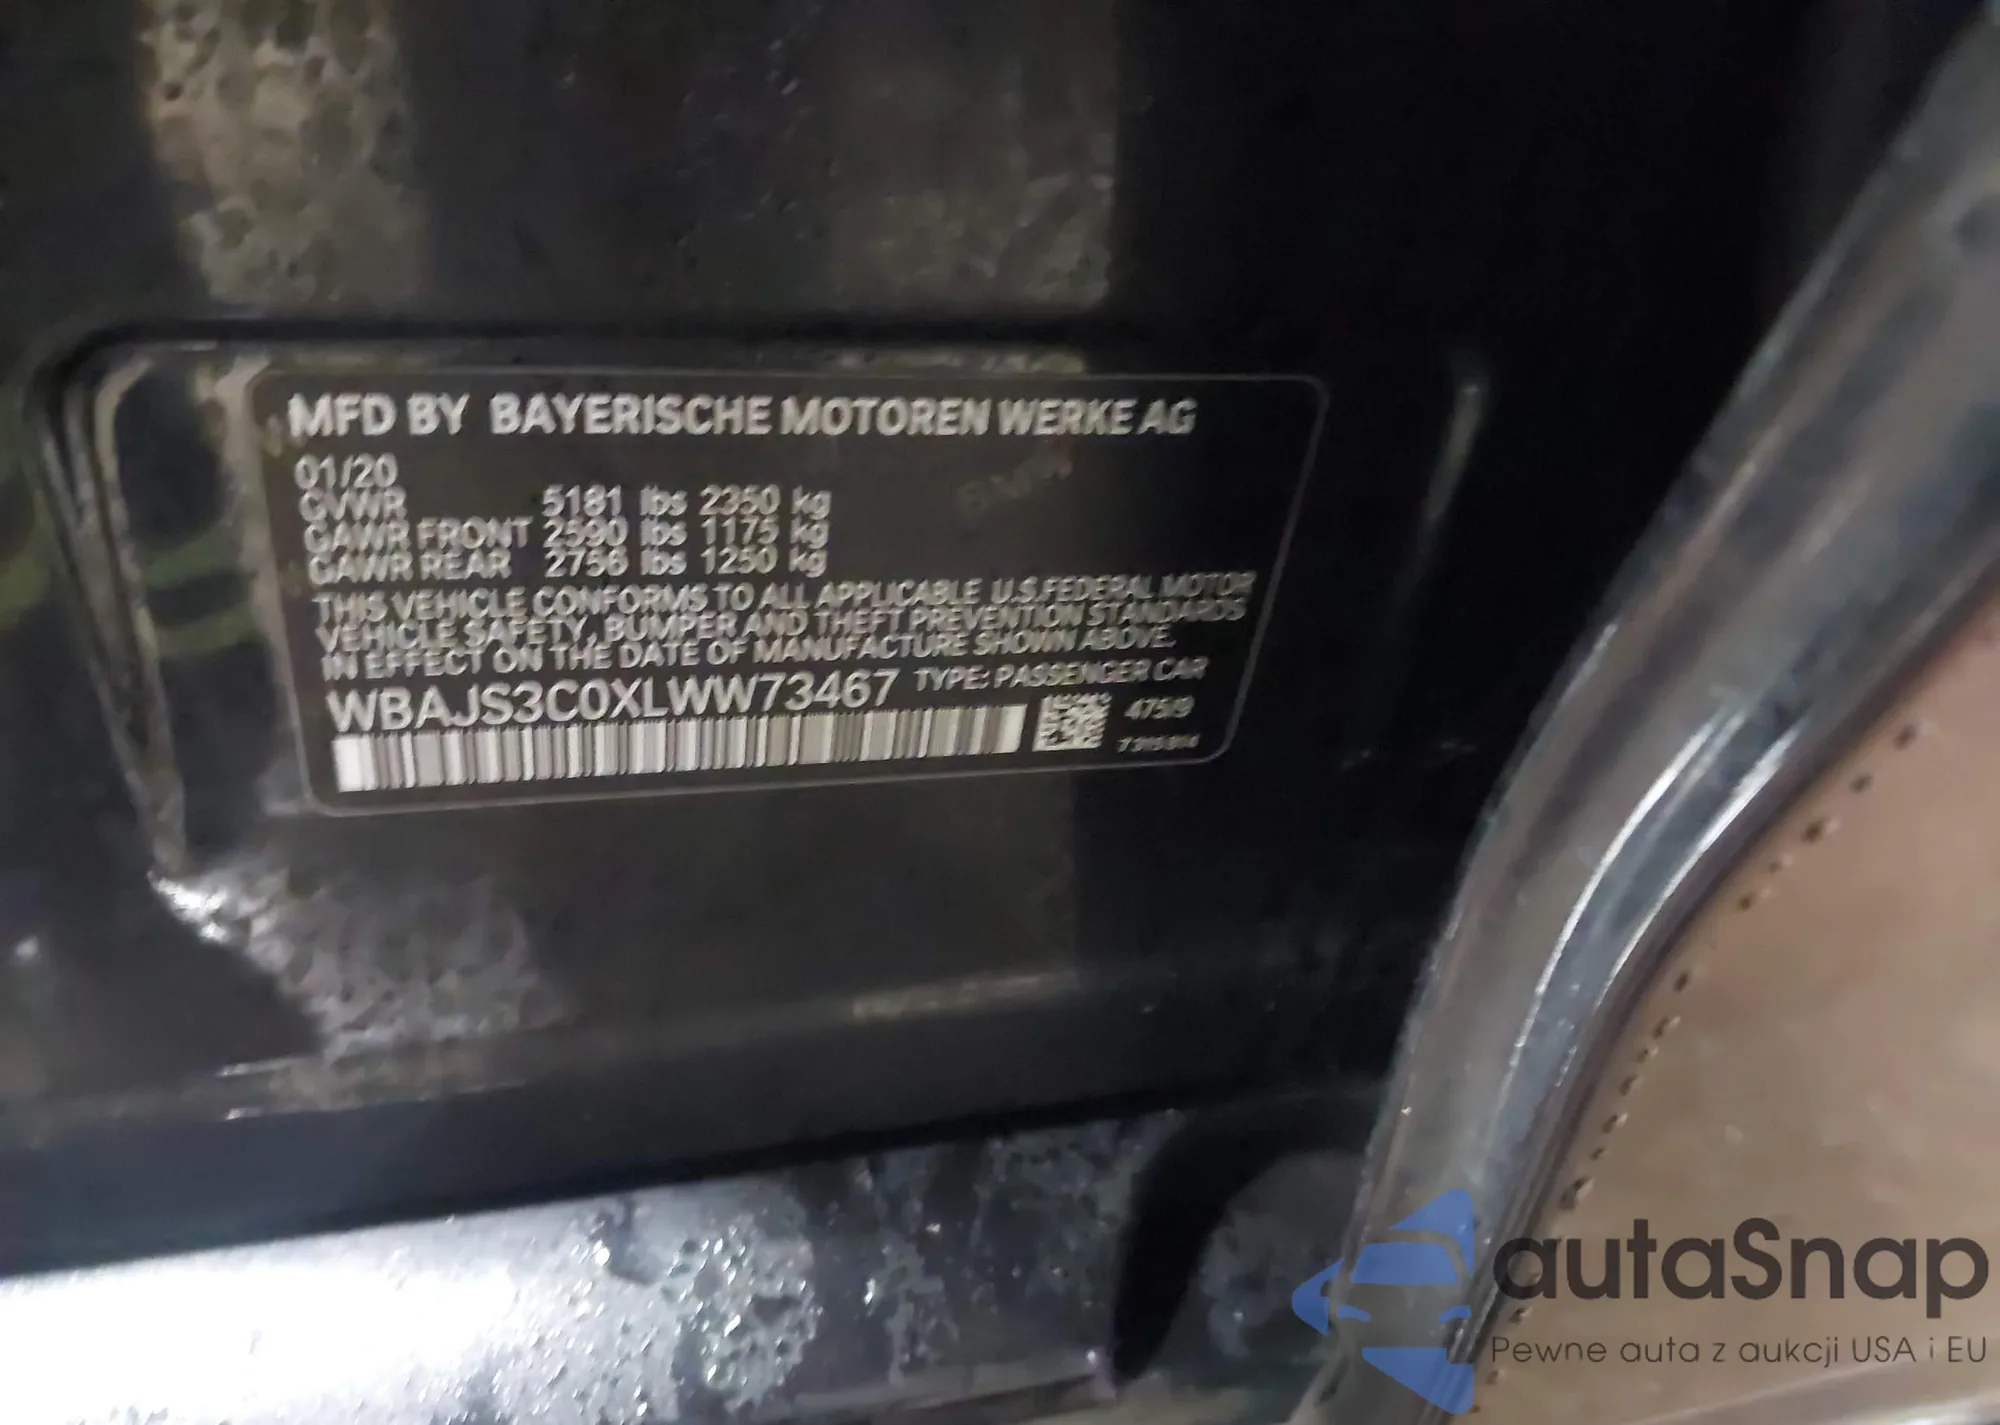 MFD BY BAYERISCHE MOTOREN WERKE AG
01/20
GVWR 5181 lbs 2350 kg
GAWR FRONT 2590 lbs 1175 kg
GAWR REAR 2756 lbs 1250 kg
THIS VEHICLE CONFORMS TO ALL APPLICABLE U.S.FEDERAL MOTOR
VEHICLE SAFETY, BUMPER AND THEFT PREVENTION STANDARDS
IN EFFECT ON THE DATE OF MANUFACTURE SHOWN ABOVE.
WBAJS3C0XLWW73467 TYPE: PASSENGER CAR
autaSnap
Pewne auta z aukcji USA i EU